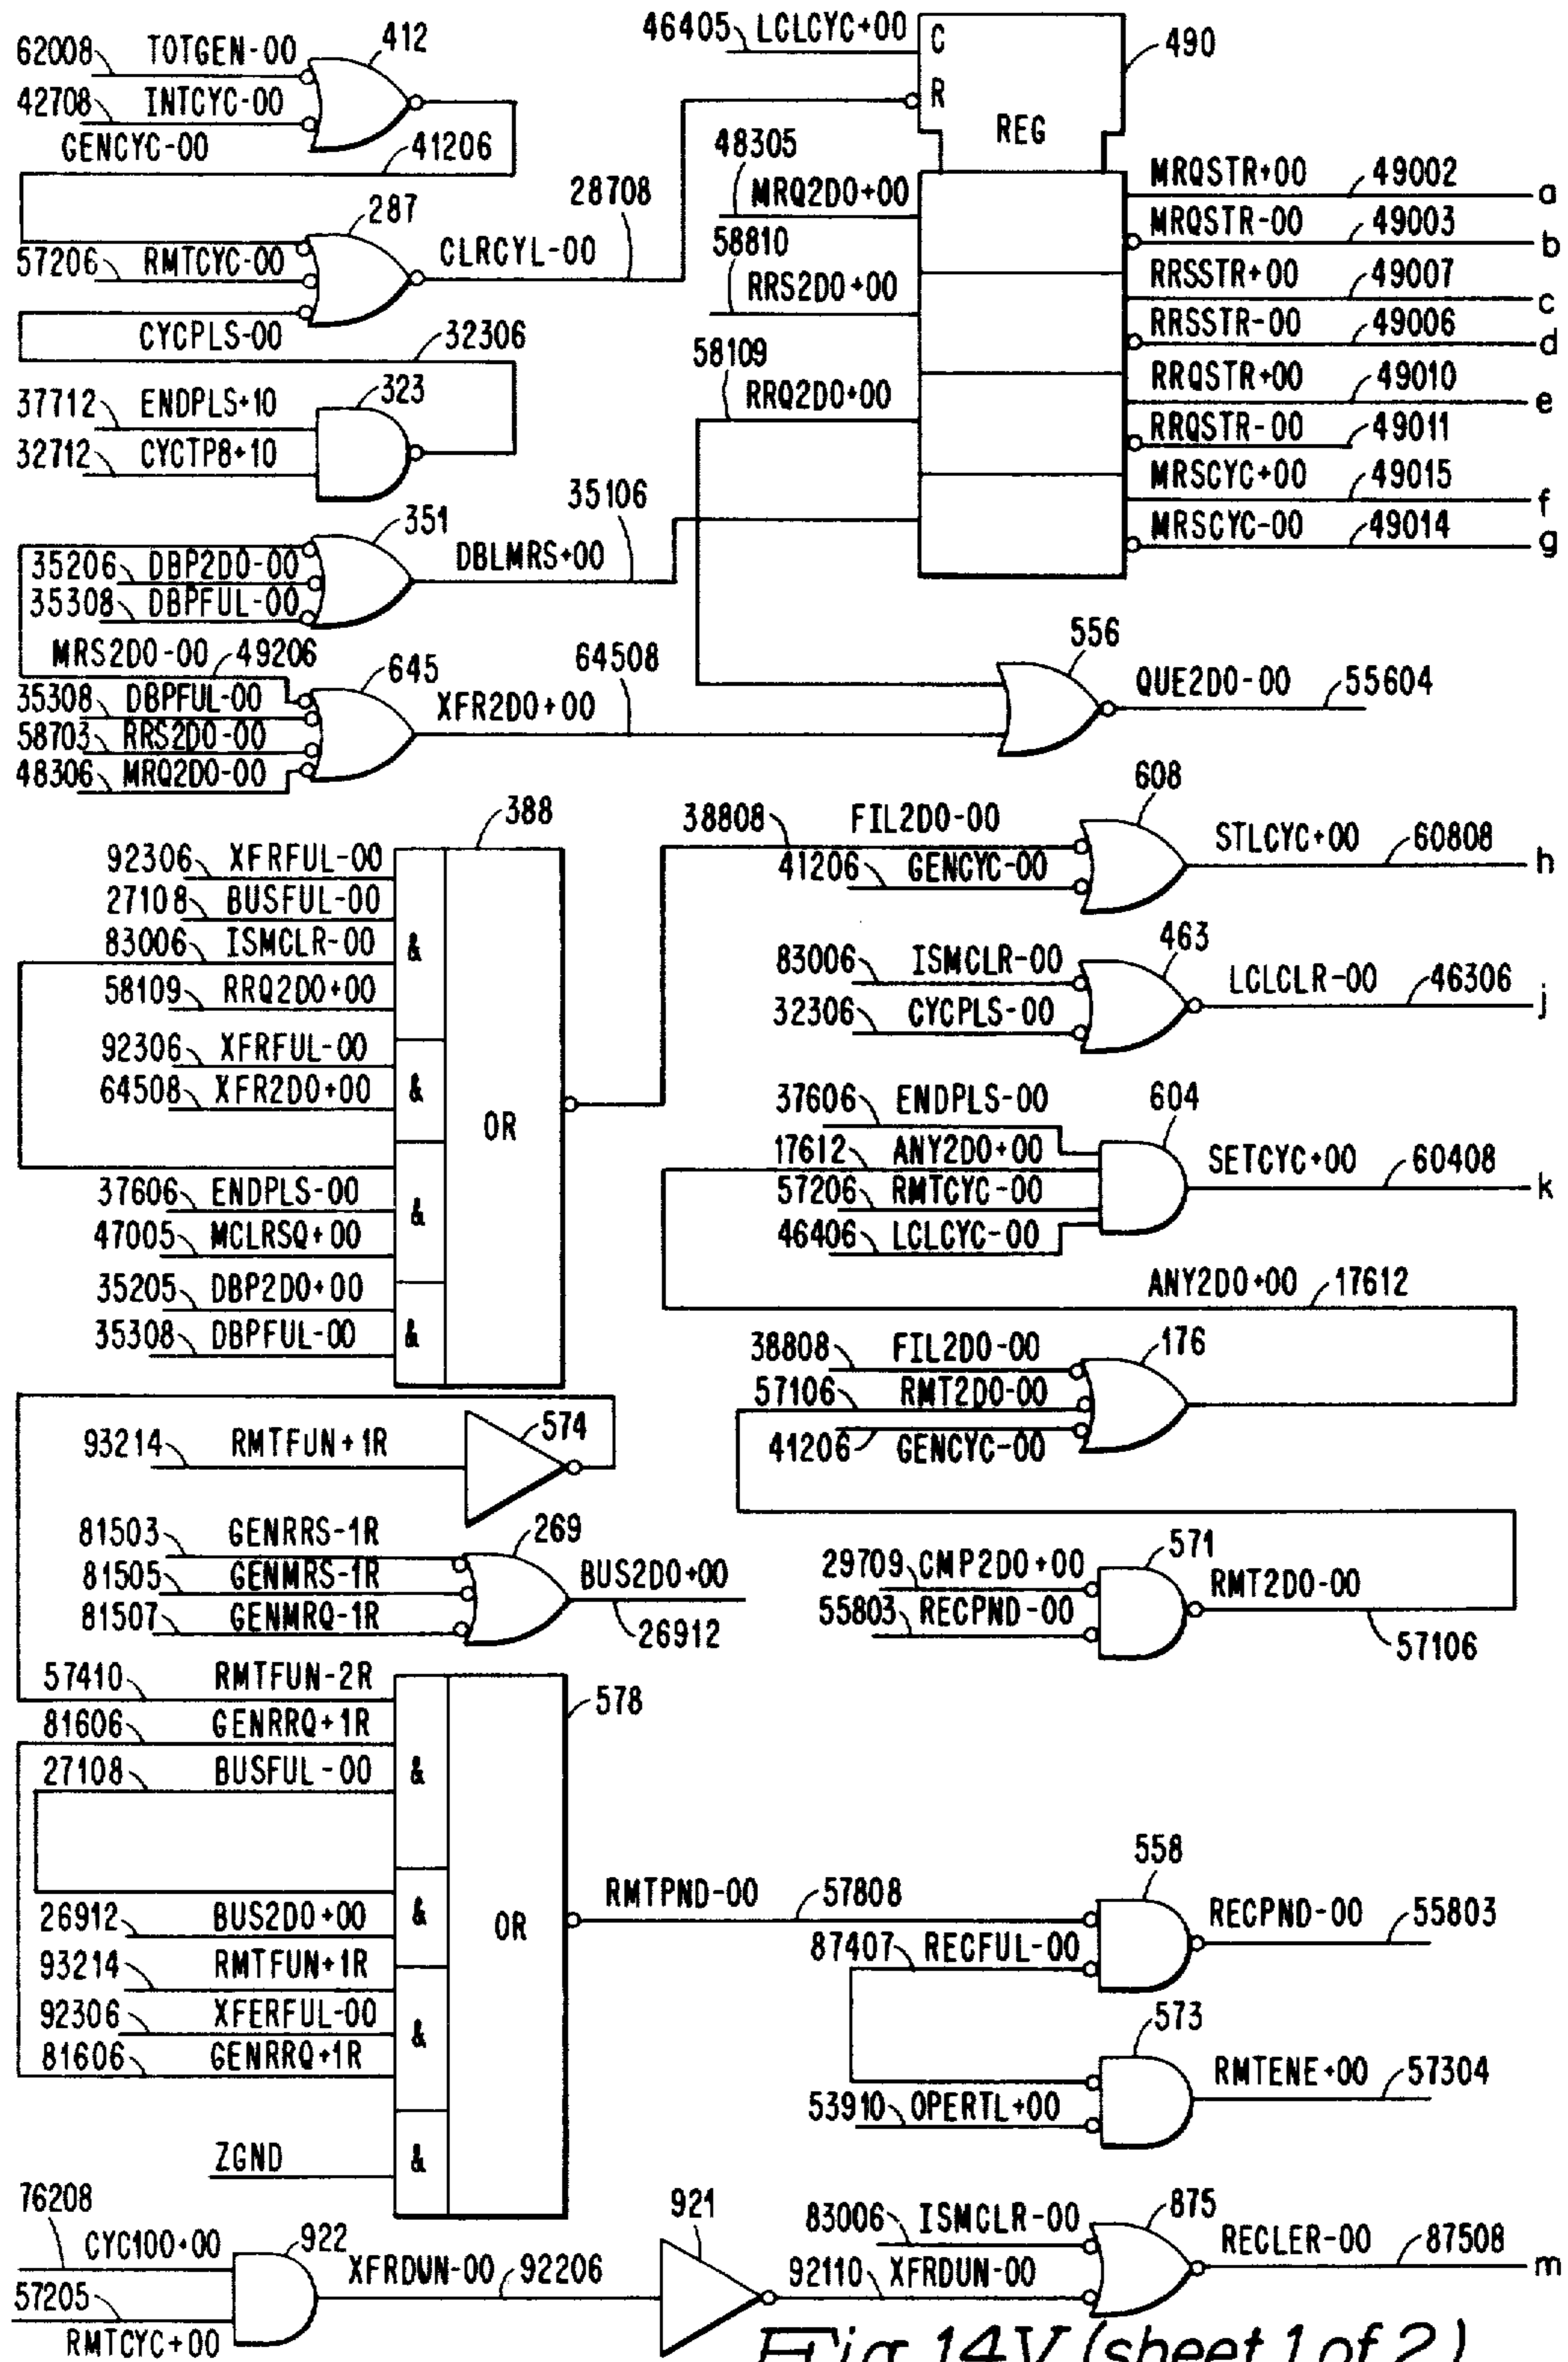 62008 TOTGEN-00 412
42708 INTCYC-00
GENCYC-00 41206
287
57206 RMTCYC-00 CLRCYL-00 28708
CYCPLS-00 32306
37712 ENDPLS+10 323
32712 CYCTP8+10
351
35206 DBP2D0-00 DBLMRS+00 35106
35308 DBPFUL-00
MRS2D0-00 49206 645
35308 DBPFUL-00 XFR2D0+00 64508
58703 RRS2D0-00
48306 MRQ2D0-00
46405 LCLCYC+00 C 490
R
REG
48305 MRQ2D0+00
58810 RRS2D0+00
58109 RRQ2D0+00
MRQSTR+00 49002 a
MRQSTR-00 49003 b
RRSSTR+00 49007 c
RRSSTR-00 49006 d
RRQSTR+00 49010 e
RRQSTR-00 49011
MRSCYC+00 49015 f
MRSCYC-00 49014 g
556
QUE2D0-00 55604
388
92306 XFRFUL-00
27108 BUSFUL-00
83006 ISMCLR-00 &
58109 RRQ2D0+00
92306 XFRFUL-00
64508 XFR2D0+00 &
OR
37606 ENDPLS-00 &
47005 MCLRSQ+00
35205 DBP2D0+00
35308 DBPFUL-00 &
608
38808 FIL2D0-00 STLCYC+00 60808 h
41206 GENCYC-00
463
83006 ISMCLR-00 LCLCLR-00 46306 j
32306 CYCPLS-00
37606 ENDPLS-00 604
17612 ANY2D0+00 SETCYC+00 60408 k
57206 RMTCYC-00
46406 LCLCYC-00
ANY2D0+00 17612
38808 FIL2D0-00 176
57106 RMT2D0-00
41206 GENCYC-00
93214 RMTFUN+1R 574
81503 GENRRS-1R 269
81505 GENMRS-1R BUS2D0+00
81507 GENMRQ-1R 26912
571
29709 CMP2D0+00 RMT2D0-00
55803 RECPND-00 57106
57410 RMTFUN-2R 578
81606 GENRRQ+1R
27108 BUSFUL-00 &
26912 BUS2D0+00 &
OR
93214 RMTFUN+1R
92306 XFERFUL-00 &
81606 GENRRQ+1R
ZGND &
558
RMTPND-00 57808 RECPND-00 55803
87407 RECFUL-00
573
RMTENE+00 57304
53910 OPERTL+00
76208 CYC100+00 922 921 875
XFRDUN-00 92206
57205 RMTCYC+00
83006 ISMCLR-00 RECLER-00 87508 m
92110 XFRDUN-00
Fig. 14V (sheet 1 of 2)